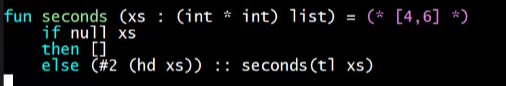 fun seconds (xs : (int * int) list) = (* [4,6] *)
if null xs
then []
else (#2 (hd xs)) :: seconds(tl xs)